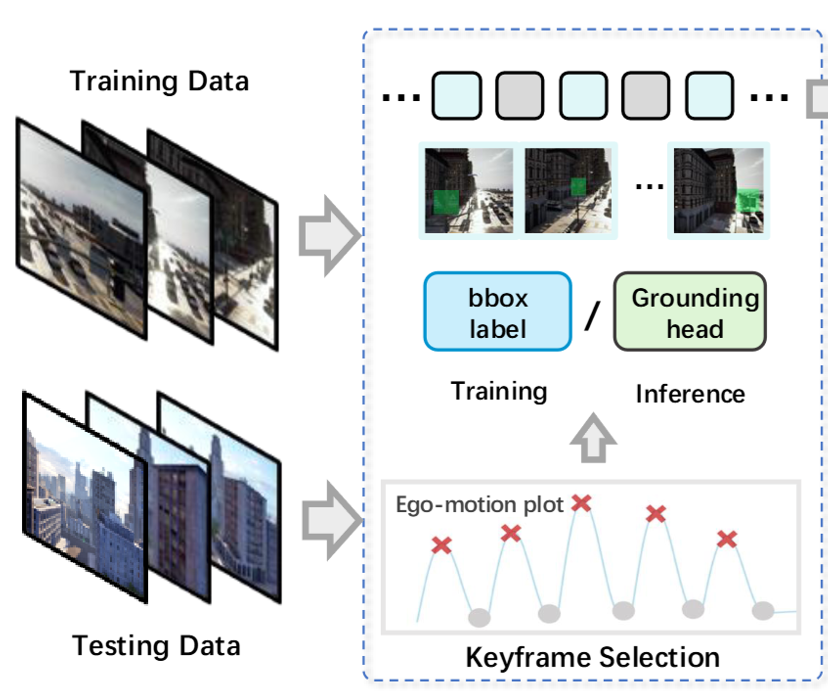 Training Data
... ...
...
bbox
label
/
Grounding
head
Training
Inference
Ego-motion plot
Testing Data
Keyframe Selection